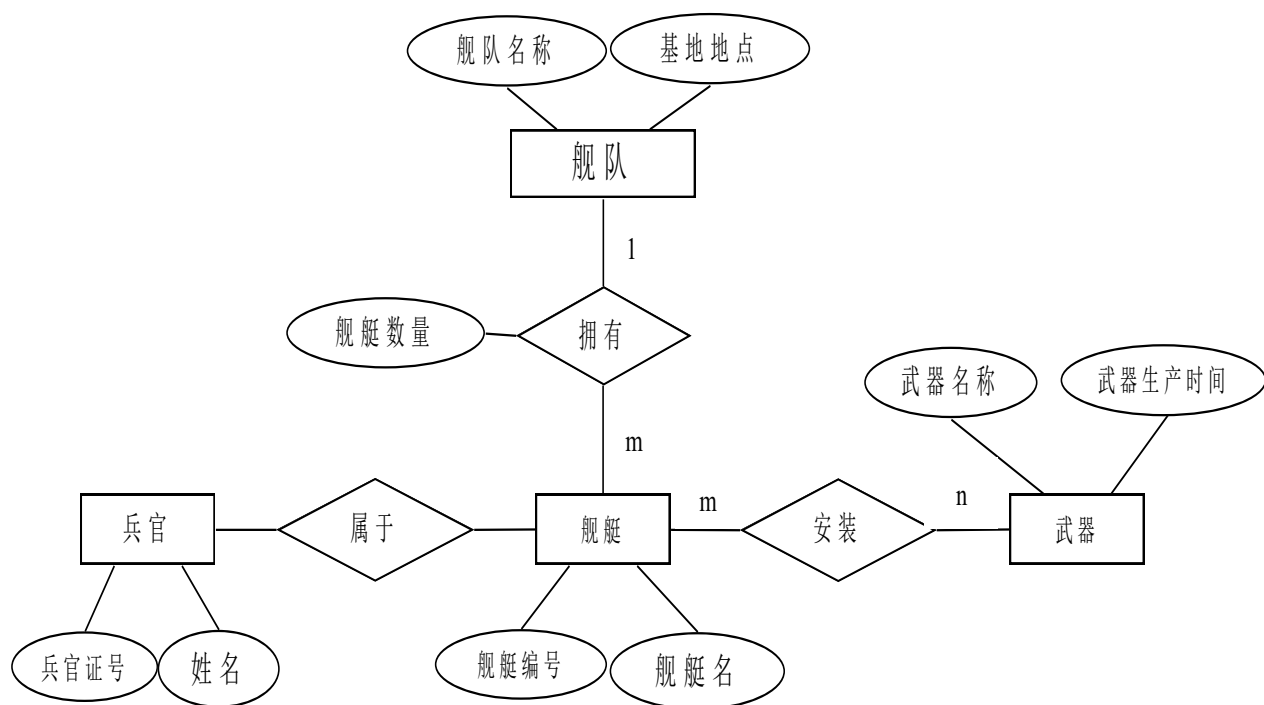 舰队名称
基地地点
舰队
1
舰艇数量
拥有
武器名称
武器生产时间
m
兵官
属于
舰艇
m
安装
n
武器
兵官证号
姓名
舰艇编号
舰艇名